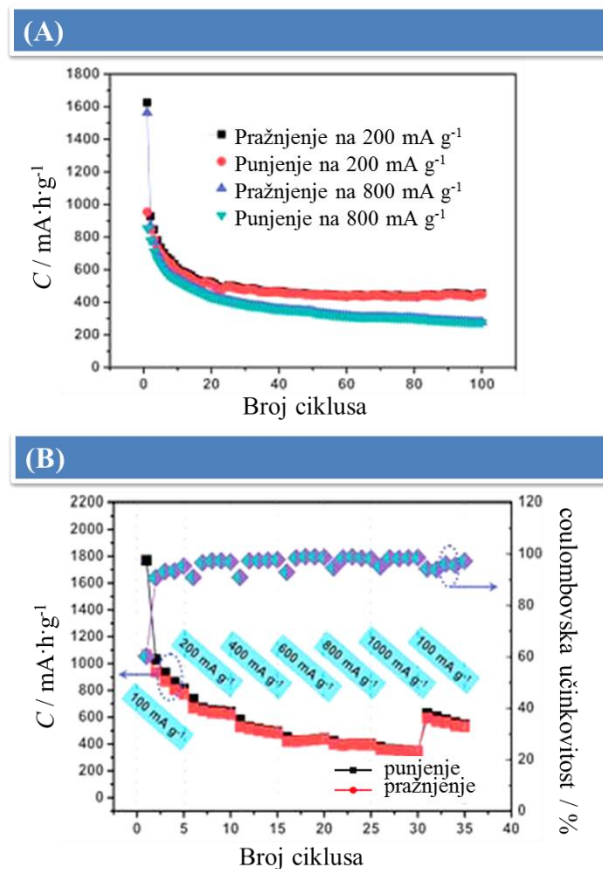 (A)
1800
1600
1400
1200
1000
800
600
400
200
0
C / mA·h·g-1
Pražnjenje na 200 mA g-1
Punjenje na 200 mA g-1
Pražnjenje na 800 mA g-1
Punjenje na 800 mA g-1
0 20 40 60 80 100
Broj ciklusa
(B)
2200
2000
1800
1600
1400
1200
1000
800
600
400
200
0
C / mA·h·g-1
100 mA g-1
200 mA g-1
400 mA g-1
600 mA g-1
800 mA g-1
1000 mA g-1
100 mA g-1
punjenje
pražnjenje
120
100
80
60
40
20
0
coulombovska učinkovitost / %
0 5 10 15 20 25 30 35 40
Broj ciklusa